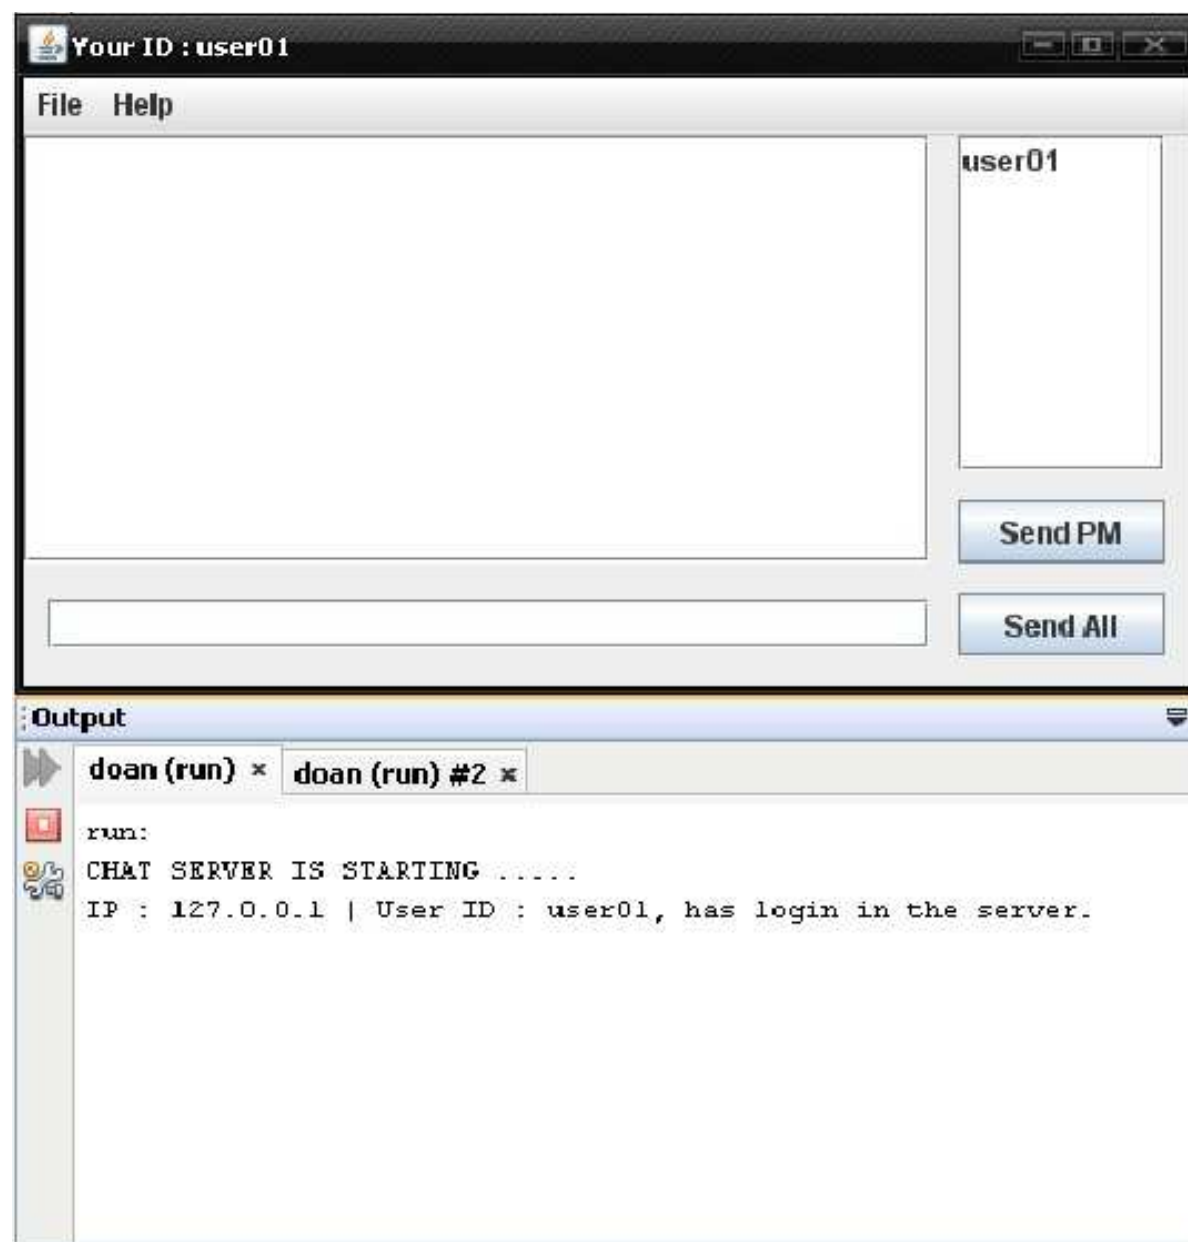 Your ID : user01
File Help
user01
Send PM
Send All
Output
doan (run) × doan (run) #2 ×
run:
CHAT SERVER IS STARTING .....
IP : 127.0.0.1 | User ID : user01, has login in the server.